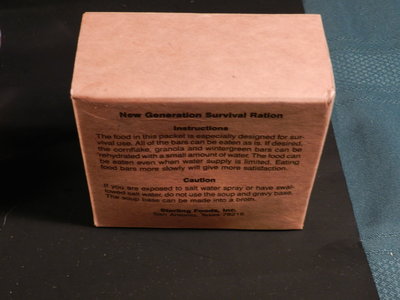 New Generation Survival Ration
Instructions
The food in this packet is especially designed for sur-
vival use. All of the bars can be eaten as is. If desired,
the cornflake, granola and wintergreen bars can be
rehydrated with a small amount of water. The food can
be eaten even when water supply is limited. Eating
food bars more slowly will give more satisfaction.
Caution
If you are exposed to salt water spray or have swal-
lowed salt water, do not use the soup and gravy base.
The soup base can be made into a broth.
Sterling Foods, Inc.
San Antonio, Texas 78216